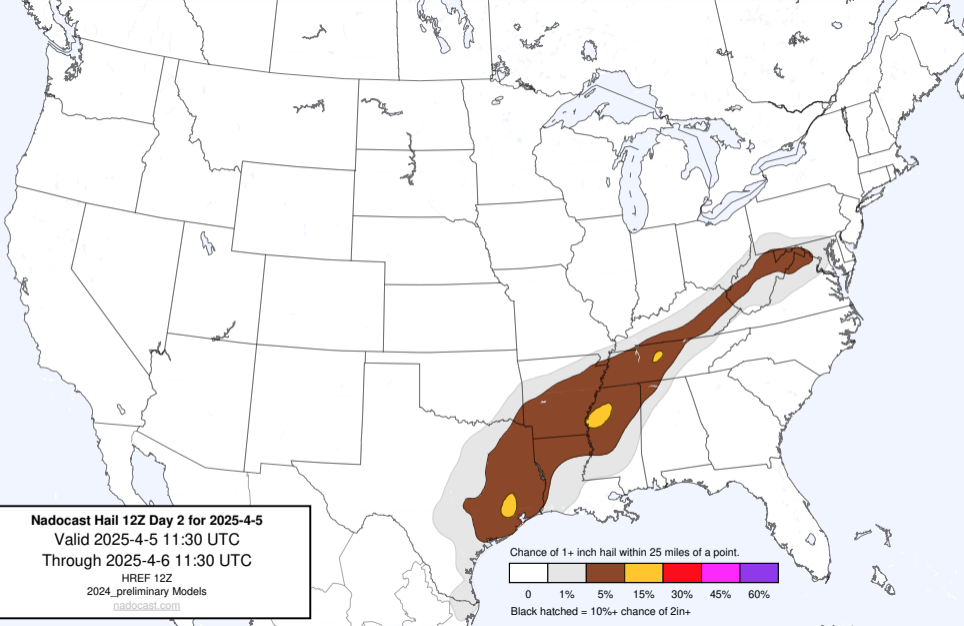 Nadocast Hail 12Z Day 2 for 2025-4-5
Valid 2025-4-5 11:30 UTC
Through 2025-4-6 11:30 UTC
HREF 12Z
2024_preliminary Models
nadocast.com
Chance of 1+ inch hail within 25 miles of a point.
0 1% 5% 15% 30% 45% 60%
Black hatched = 10%+ chance of 2in+